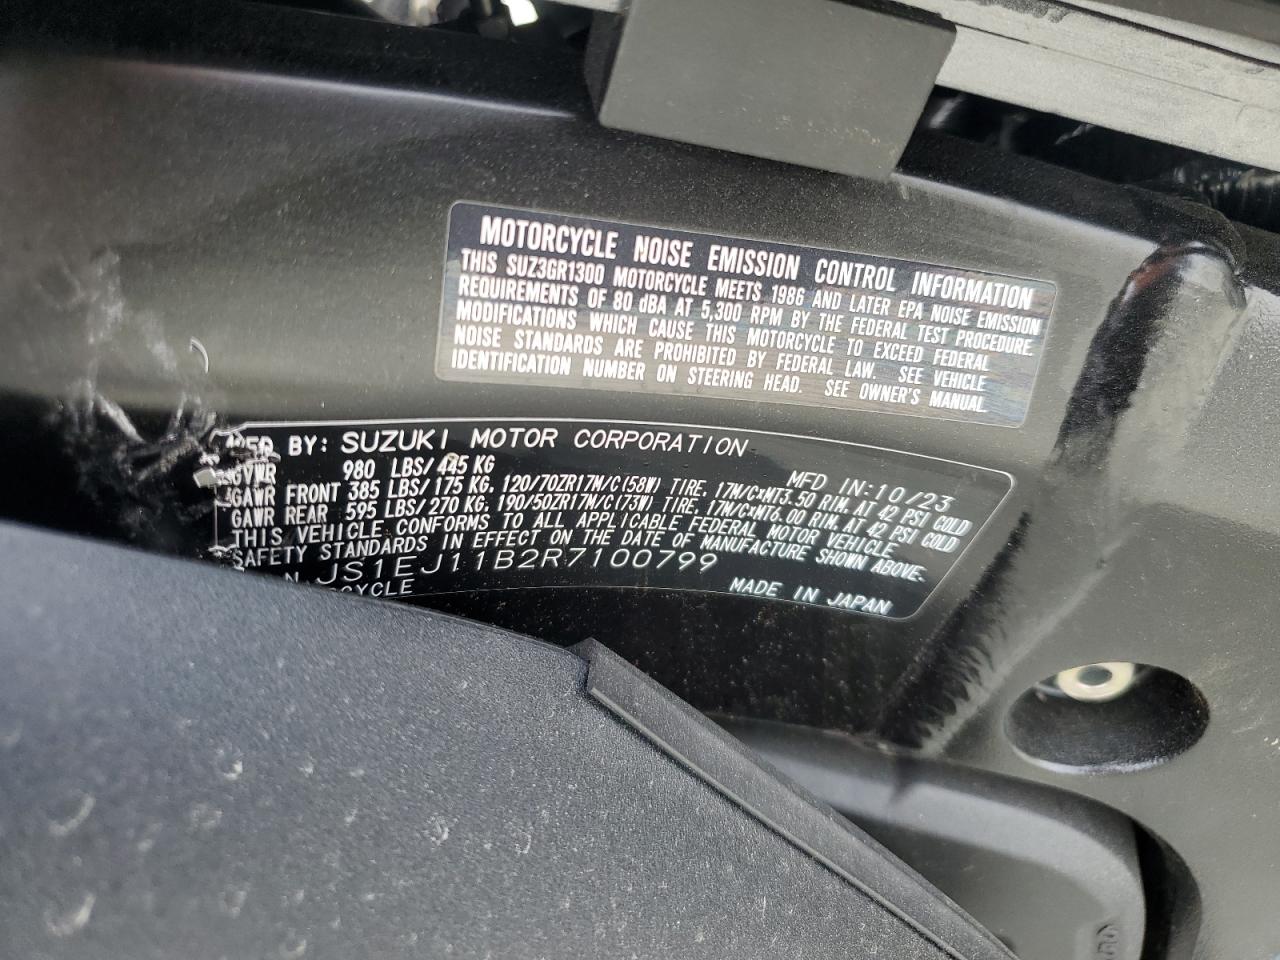 MOTORCYCLE NOISE EMISSION CONTROL INFORMATION
THIS SUZ3GR1300 MOTORCYCLE MEETS 1986 AND LATER EPA NOISE EMISSION
REQUIREMENTS OF 80 dBA AT 5,300 RPM BY THE FEDERAL TEST PROCEDURE.
MODIFICATIONS WHICH CAUSE THIS MOTORCYCLE TO EXCEED FEDERAL
NOISE STANDARDS ARE PROHIBITED BY FEDERAL LAW. SEE VEHICLE
IDENTIFICATION NUMBER ON STEERING HEAD. SEE OWNER'S MANUAL.
BY: SUZUKI MOTOR CORPORATION
MFD IN: 10/23
GVWR 980 LBS/445 KG
GAWR FRONT 385 LBS/175 KG, 120/70ZR17M/C(58W) TIRE, 17M/CxMT3.50 RIM, AT 42 PSI COLD
GAWR REAR 595 LBS/270 KG, 190/50ZR17M/C(73W) TIRE, 17M/CxMT6.00 RIM, AT 42 PSI COLD
THIS VEHICLE CONFORMS TO ALL APPLICABLE FEDERAL MOTOR VEHICLE
SAFETY STANDARDS IN EFFECT ON THE DATE OF MANUFACTURE SHOWN ABOVE.
JS1EJ11B2R7100799
MADE IN JAPAN